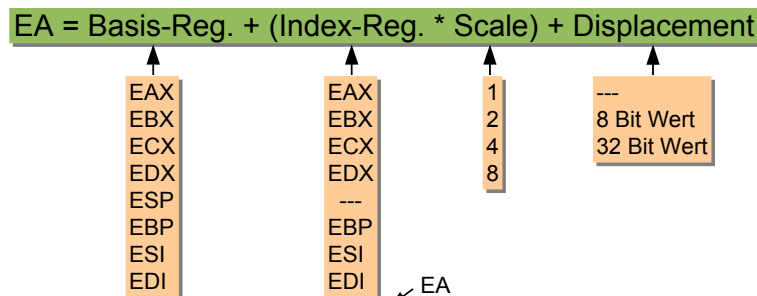 EA = Basis-Reg. + (Index-Reg. * Scale) + Displacement
EAX
EBX
ECX
EDX
ESP
EBP
ESI
EDI
EAX
EBX
ECX
EDX
---
EBP
ESI
EDI
1
2
4
8
---
8 Bit Wert
32 Bit Wert
EA